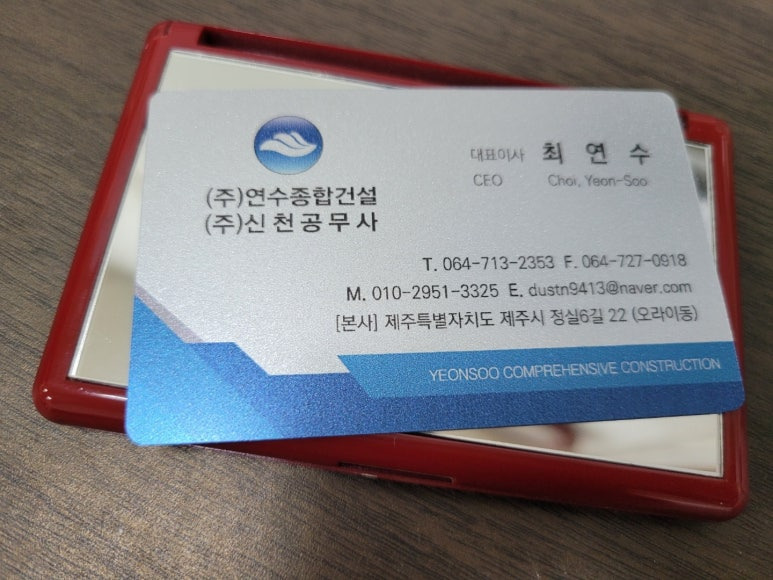 (주)연수종합건설
(주)신천공무사
대표이사 최연수
CEO Choi, Yeon-Soo
T. 064-713-2353 F. 064-727-0918
M. 010-2951-3325 E. dustn9413@naver.com
[본사] 제주특별자치도 제주시 정실6길 22 (오라이동)
YEONSOO COMPREHENSIVE CONSTRUCTION